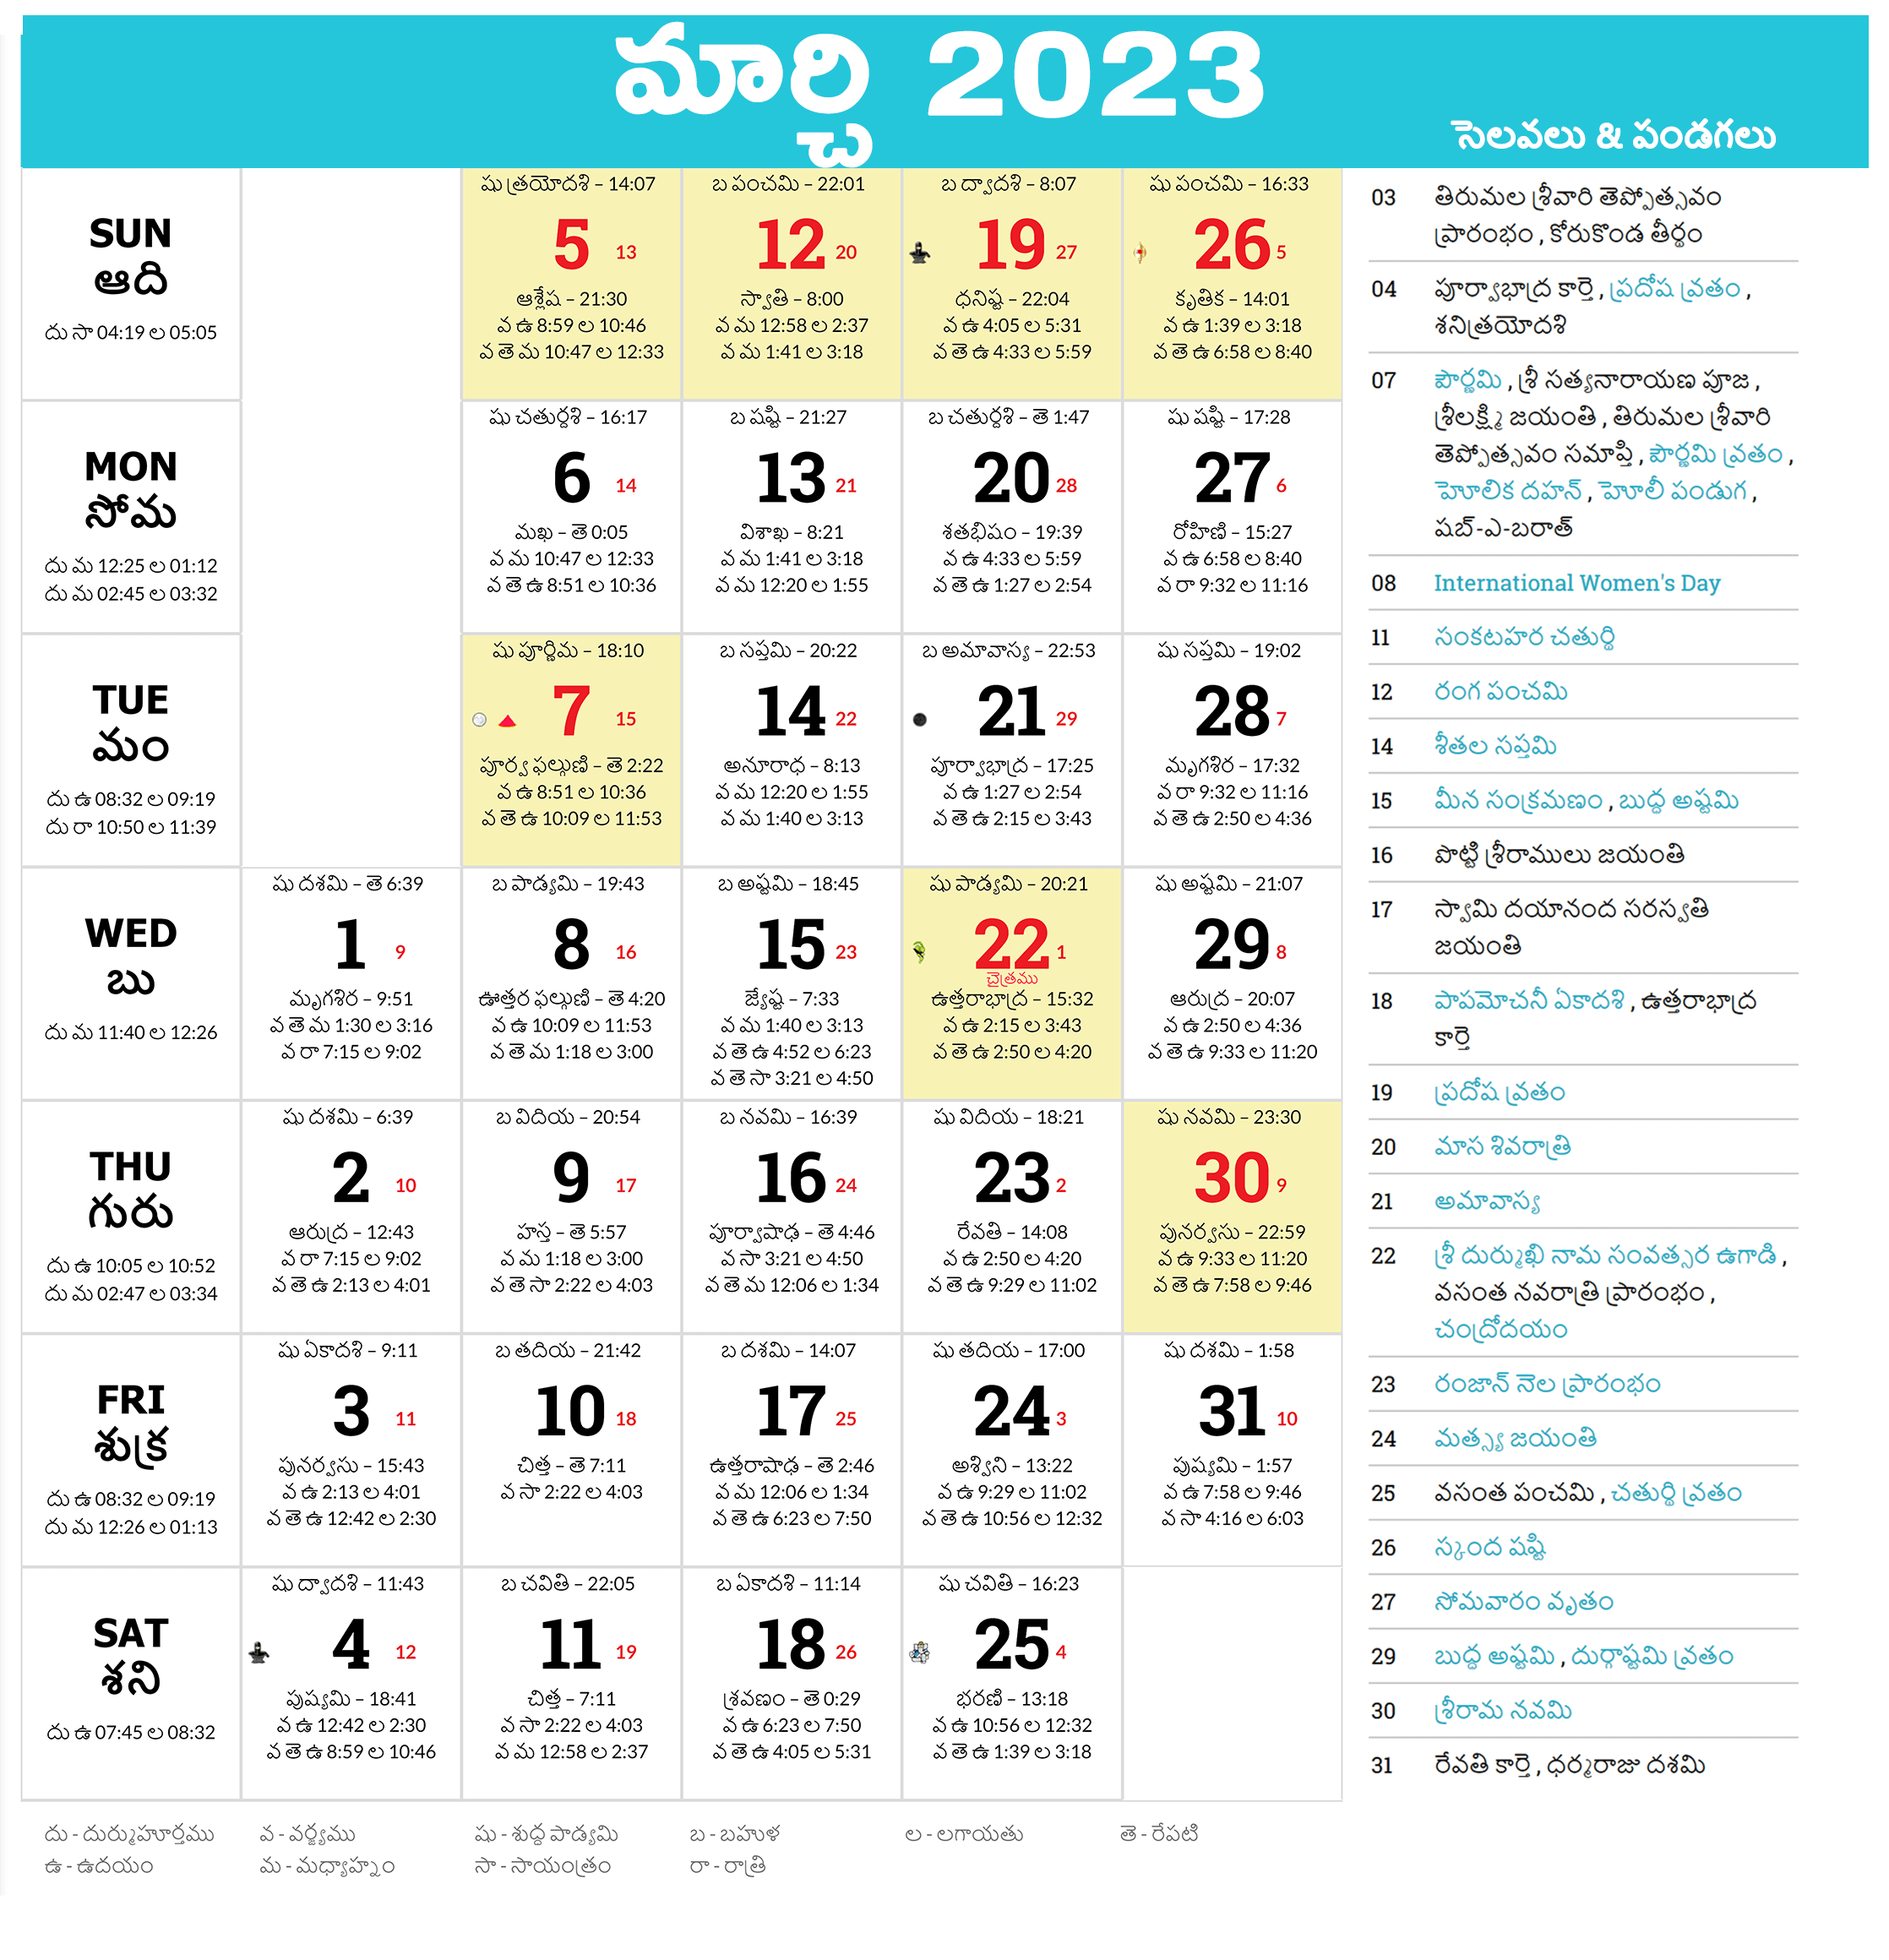 మార్చి 2023
సెలవలు & పండగలు
SUN
ఆది
దు సా 04:19 ల 05:05
షు త్రయోదశి – 14:07
5 13
ఆశ్లేష – 21:30
వ ఉ 8:59 ల 10:46
వ తె మ 10:47 ల 12:33
బ పంచమి – 22:01
12 20
స్వాతి – 8:00
వ మ 12:58 ల 2:37
వ మ 1:41 ల 3:18
బ ద్వాదశి – 8:07
19 27
ధనిష్ట – 22:04
వ ఉ 4:05 ల 5:31
వ తె ఉ 4:33 ల 5:59
షు పంచమి – 16:33
26 5
కృతిక – 14:01
వ ఉ 1:39 ల 3:18
వ తె ఉ 6:58 ల 8:40
MON
సోమ
దు మ 12:25 ల 01:12
దు మ 02:45 ల 03:32
షు చతుర్దశి – 16:17
6 14
మఖ – తె 0:05
వ మ 10:47 ల 12:33
వ తె ఉ 8:51 ల 10:36
బ షష్టి – 21:27
13 21
విశాఖ – 8:21
వ మ 1:41 ల 3:18
వ మ 12:20 ల 1:55
బ చతుర్దశి – తె 1:47
20 28
శతభిషం – 19:39
వ ఉ 4:33 ల 5:59
వ తె ఉ 1:27 ల 2:54
షు షష్టి – 17:28
27 6
రోహిణి – 15:27
వ ఉ 6:58 ల 8:40
వ రా 9:32 ల 11:16
TUE
మం
దు ఉ 08:32 ల 09:19
దు రా 10:50 ల 11:39
షు పూర్ణిమ – 18:10
7 15
పూర్వ ఫల్గుణి – తె 2:22
వ ఉ 8:51 ల 10:36
వ తె ఉ 10:09 ల 11:53
బ సప్తమి – 20:22
14 22
అనూరాధ – 8:13
వ మ 12:20 ల 1:55
వ మ 1:40 ల 3:13
బ అమావాస్య – 22:53
21 29
పూర్వాభాద్ర – 17:25
వ ఉ 1:27 ల 2:54
వ తె ఉ 2:15 ల 3:43
షు సప్తమి – 19:02
28 7
మృగశిర – 17:32
వ రా 9:32 ల 11:16
వ తె ఉ 2:50 ల 4:36
WED
బు
దు మ 11:40 ల 12:26
షు దశమి – తె 6:39
1 9
మృగశిర – 9:51
వ తె మ 1:30 ల 3:16
వ రా 7:15 ల 9:02
బ పాడ్యమి – 19:43
8 16
ఊత్తర ఫల్గుణి – తె 4:20
వ ఉ 10:09 ల 11:53
వ తె మ 1:18 ల 3:00
బ అష్టమి – 18:45
15 23
జ్యేష్ట – 7:33
వ మ 1:40 ల 3:13
వ తె ఉ 4:52 ల 6:23
వ తె సా 3:21 ల 4:50
షు పాడ్యమి – 20:21
22 1
చైత్రము
ఉత్తరాభాద్ర – 15:32
వ ఉ 2:15 ల 3:43
వ తె ఉ 2:50 ల 4:20
షు అష్టమి – 21:07
29 8
ఆరుద్ర – 20:07
వ ఉ 2:50 ల 4:36
వ తె ఉ 9:33 ల 11:20
THU
గురు
దు ఉ 10:05 ల 10:52
దు మ 02:47 ల 03:34
షు దశమి – 6:39
2 10
ఆరుద్ర – 12:43
వ రా 7:15 ల 9:02
వ తె ఉ 2:13 ల 4:01
బ విదియ – 20:54
9 17
హస్త – తె 5:57
వ మ 1:18 ల 3:00
వ తె సా 2:22 ల 4:03
బ నవమి – 16:39
16 24
పూర్వాషాఢ – తె 4:46
వ సా 3:21 ల 4:50
వ తె మ 12:06 ల 1:34
షు విదియ – 18:21
23 2
రేవతి – 14:08
వ ఉ 2:50 ల 4:20
వ తె ఉ 9:29 ల 11:02
షు నవమి – 23:30
30 9
పునర్వసు – 22:59
వ ఉ 9:33 ల 11:20
వ తె ఉ 7:58 ల 9:46
FRI
శుక్ర
దు ఉ 08:32 ల 09:19
దు మ 12:26 ల 01:13
షు ఏకాదశి – 9:11
3 11
పునర్వసు – 15:43
వ ఉ 2:13 ల 4:01
వ తె ఉ 12:42 ల 2:30
బ తదియ – 21:42
10 18
చిత్త – తె 7:11
వ సా 2:22 ల 4:03
బ దశమి – 14:07
17 25
ఉత్తరాషాఢ – తె 2:46
వ మ 12:06 ల 1:34
వ తె ఉ 6:23 ల 7:50
షు తదియ – 17:00
24 3
అశ్విని – 13:22
వ ఉ 9:29 ల 11:02
వ తె ఉ 10:56 ల 12:32
షు దశమి – 1:58
31 10
పుష్యమి – 1:57
వ ఉ 7:58 ల 9:46
వ సా 4:16 ల 6:03
SAT
శని
దు ఉ 07:45 ల 08:32
షు ద్వాదశి – 11:43
4 12
పుష్యమి – 18:41
వ ఉ 12:42 ల 2:30
వ తె ఉ 8:59 ల 10:46
బ చవితి – 22:05
11 19
చిత్త – 7:11
వ సా 2:22 ల 4:03
వ మ 12:58 ల 2:37
బ ఏకాదశి – 11:14
18 26
శ్రవణం – తె 0:29
వ ఉ 6:23 ల 7:50
వ తె ఉ 4:05 ల 5:31
షు చవితి – 16:23
25 4
భరణి – 13:18
వ ఉ 10:56 ల 12:32
వ తె ఉ 1:39 ల 3:18
03 తిరుమల శ్రీవారి తెప్పోత్సవం
ప్రారంభం , కోరుకొండ తీర్థం
04 పూర్వాభాద్ర కార్తె , ప్రదోష వ్రతం ,
శనిత్రయోదశి
07 పౌర్ణమి , శ్రీ సత్యనారాయణ పూజ ,
శ్రీలక్ష్మి జయంతి , తిరుమల శ్రీవారి
తెప్పోత్సవం సమాప్తి , పౌర్ణమి వ్రతం ,
హెూలిక దహన్ , హెూలీ పండుగ ,
షబ్-ఎ-బరాత్
08 International Women's Day
11 సంకటహర చతుర్థి
12 రంగ పంచమి
14 శీతల సప్తమి
15 మీన సంక్రమణం , బుద్ధ అష్టమి
16 పొట్టి శ్రీరాములు జయంతి
17 స్వామి దయానంద సరస్వతి
జయంతి
18 పాపమోచనీ ఏకాదశి , ఉత్తరాభాద్ర
కార్తె
19 ప్రదోష వ్రతం
20 మాస శివరాత్రి
21 అమావాస్య
22 శ్రీ దుర్ముఖి నామ సంవత్సర ఉగాడి ,
వసంత నవరాత్రి ప్రారంభం ,
చంద్రోదయం
23 రంజాన్ నెల ప్రారంభం
24 మత్స్య జయంతి
25 వసంత పంచమి , చతుర్థి వ్రతం
26 స్కంద షష్టి
27 సోమవారం వృతం
29 బుద్ధ అష్టమి , దుర్గాష్టమి వ్రతం
30 శ్రీరామ నవమి
31 రేవతి కార్తె , ధర్మరాజు దశమి
దు - దుర్ముహూర్తము వ - వర్జ్యము షు - శుద్ధ పాడ్యమి బ - బహుళ ల - లగాయతు తె - రేపటి
ఉ - ఉదయం మ - మధ్యాహ్నం సా - సాయంత్రం రా - రాత్రి